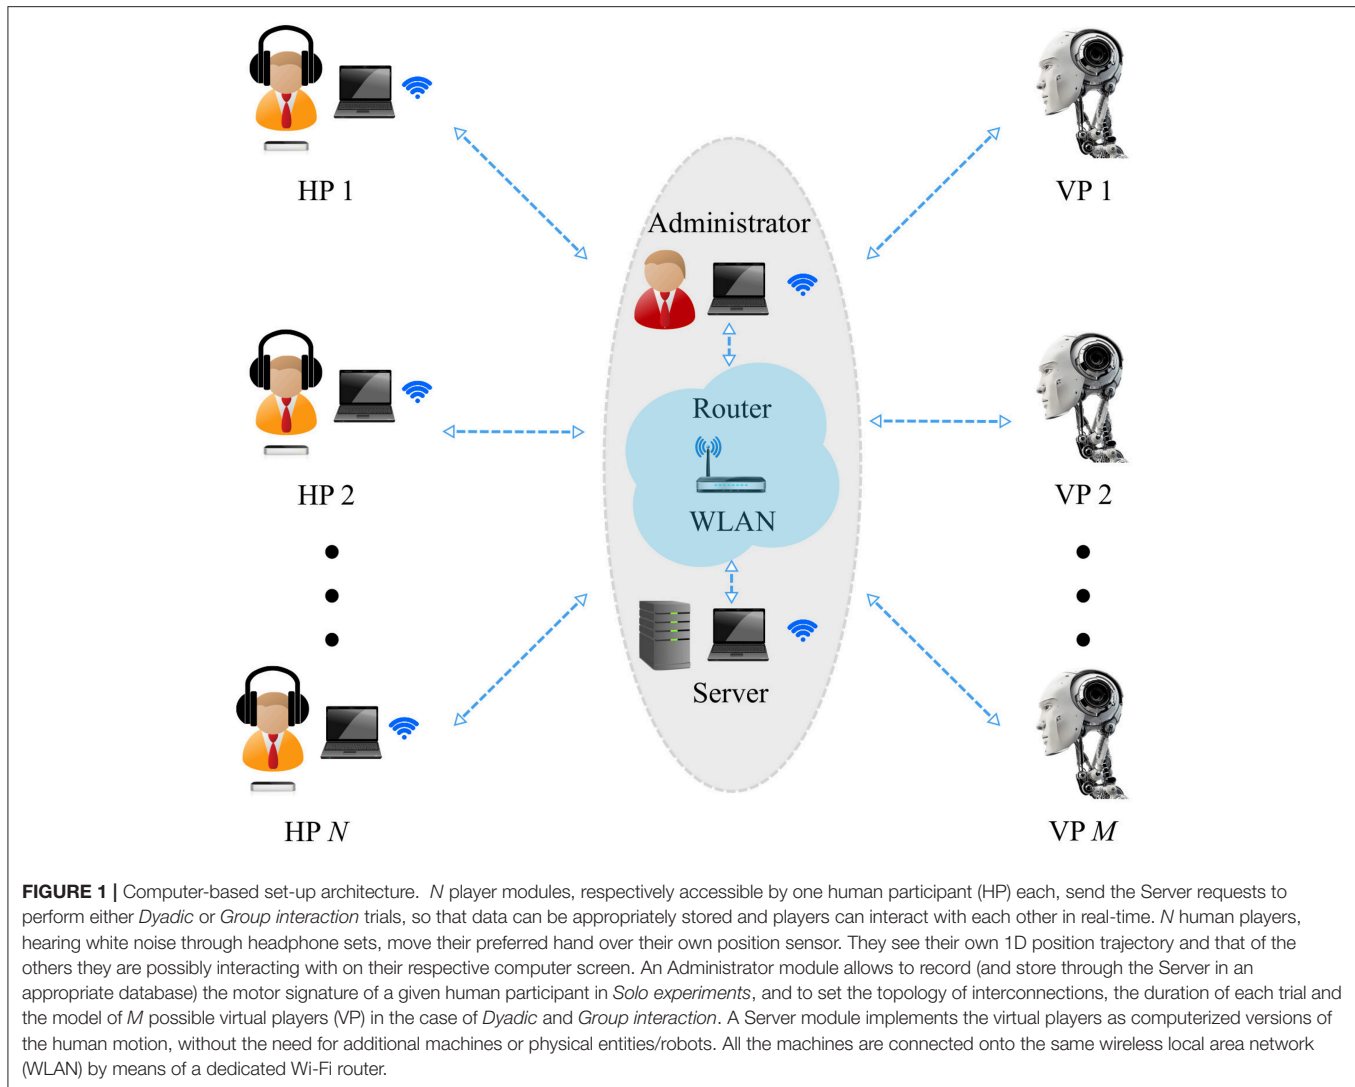 HP 1
VP 1
Administrator
HP 2
Router
WLAN
VP 2
Server
HP N
VP M
FIGURE 1 | Computer-based set-up architecture. N player modules, respectively accessible by one human participant (HP) each, send the Server requests to
perform either Dyadic or Group interaction trials, so that data can be appropriately stored and players can interact with each other in real-time. N human players,
hearing white noise through headphone sets, move their preferred hand over their own position sensor. They see their own 1D position trajectory and that of the
others they are possibly interacting with on their respective computer screen. An Administrator module allows to record (and store through the Server in an
appropriate database) the motor signature of a given human participant in Solo experiments, and to set the topology of interconnections, the duration of each trial and
the model of M possible virtual players (VP) in the case of Dyadic and Group interaction. A Server module implements the virtual players as computerized versions of
the human motion, without the need for additional machines or physical entities/robots. All the machines are connected onto the same wireless local area network
(WLAN) by means of a dedicated Wi-Fi router.